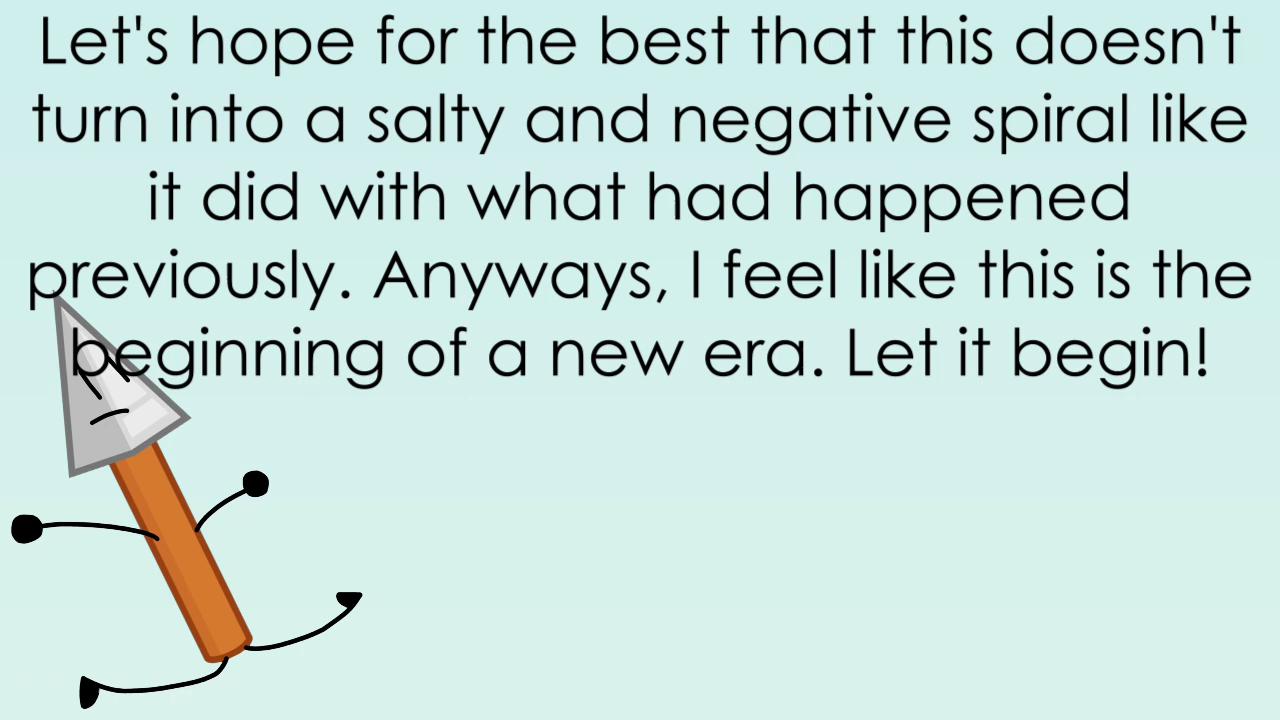 Let's hope for the best that this doesn't
turn into a salty and negative spiral like
it did with what had happened
previously. Anyways, I feel like this is the
beginning of a new era. Let it begin!